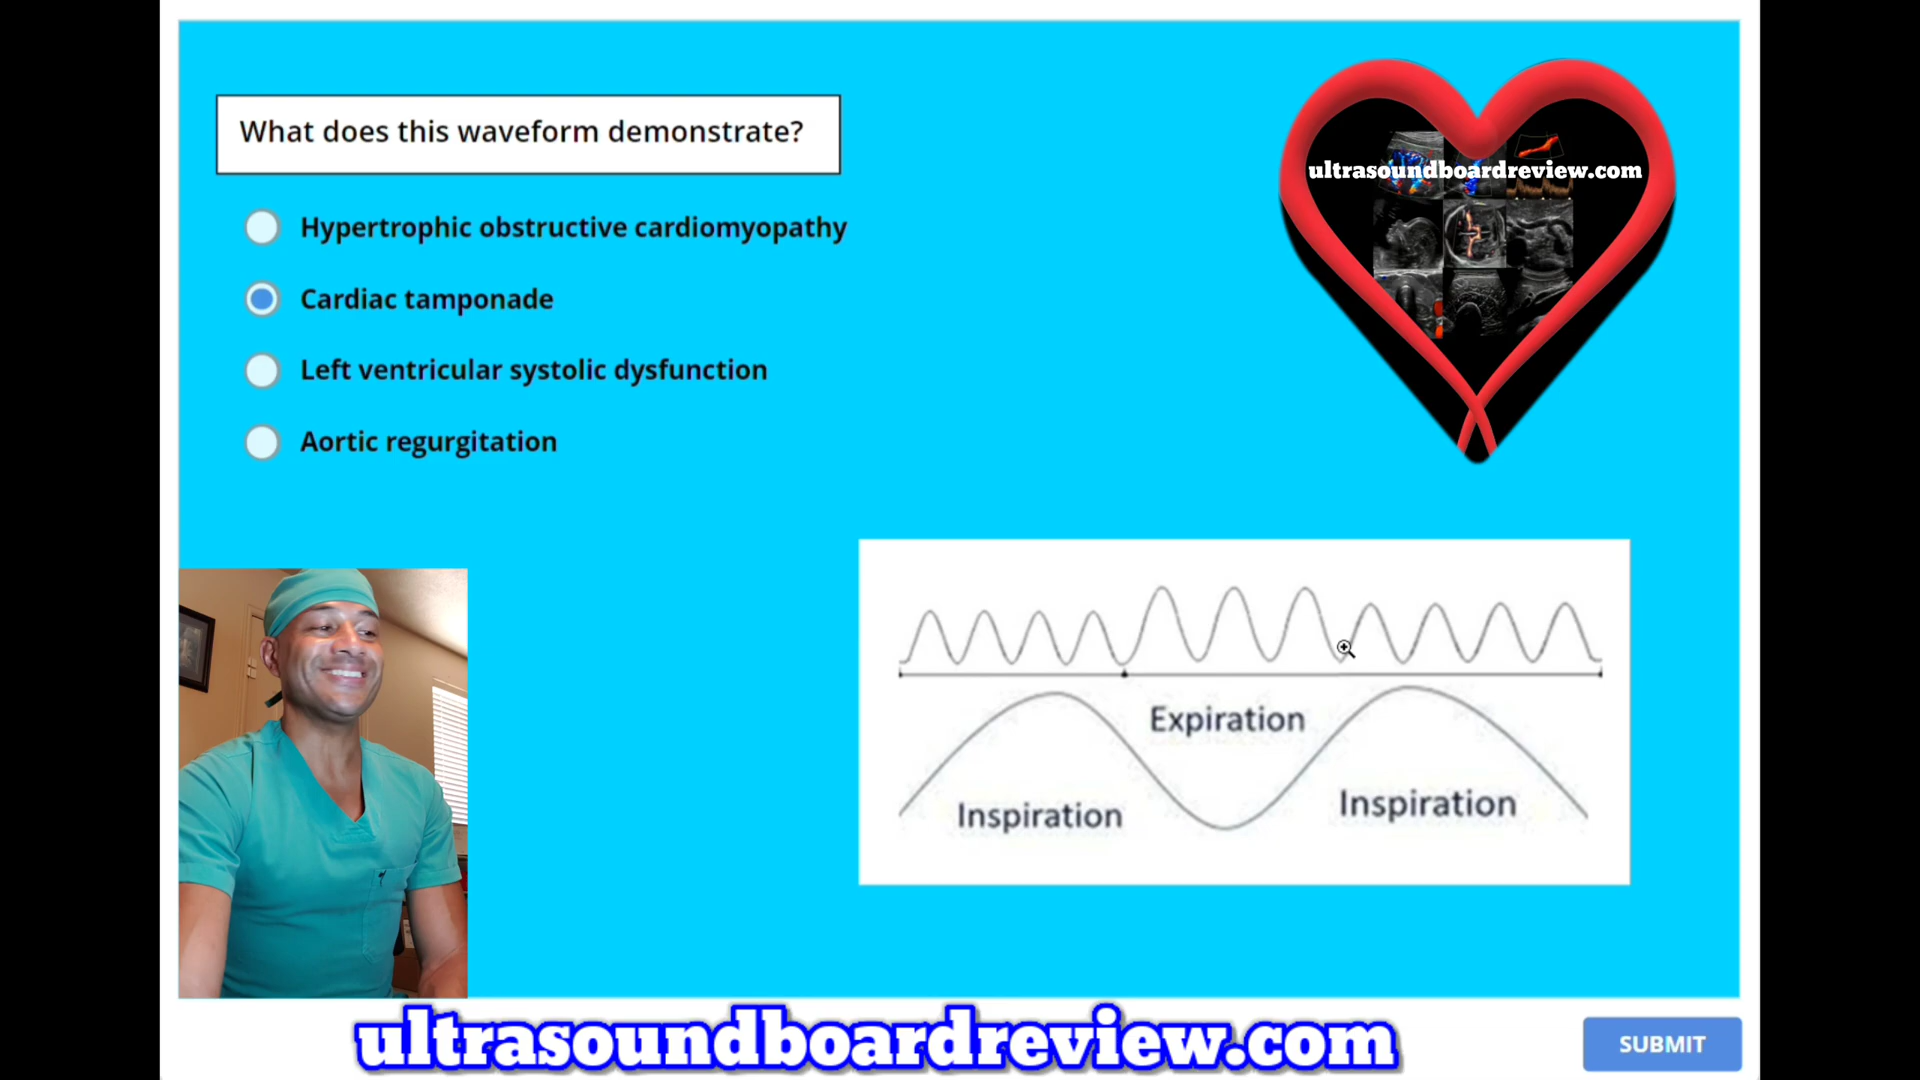 What does this waveform demonstrate?
ultrasoundboardreview.com
Hypertrophic obstructive cardiomyopathy
Cardiac tamponade
Left ventricular systolic dysfunction
Aortic regurgitation
Expiration
Inspiration
Inspiration
ultrasoundboardreview.com
SUBMIT